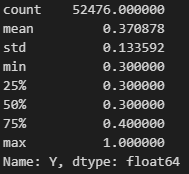 count    52476.000000
mean         0.370878
std          0.133592
min          0.300000
25%          0.300000
50%          0.300000
75%          0.400000
max          1.000000
Name: Y, dtype: float64